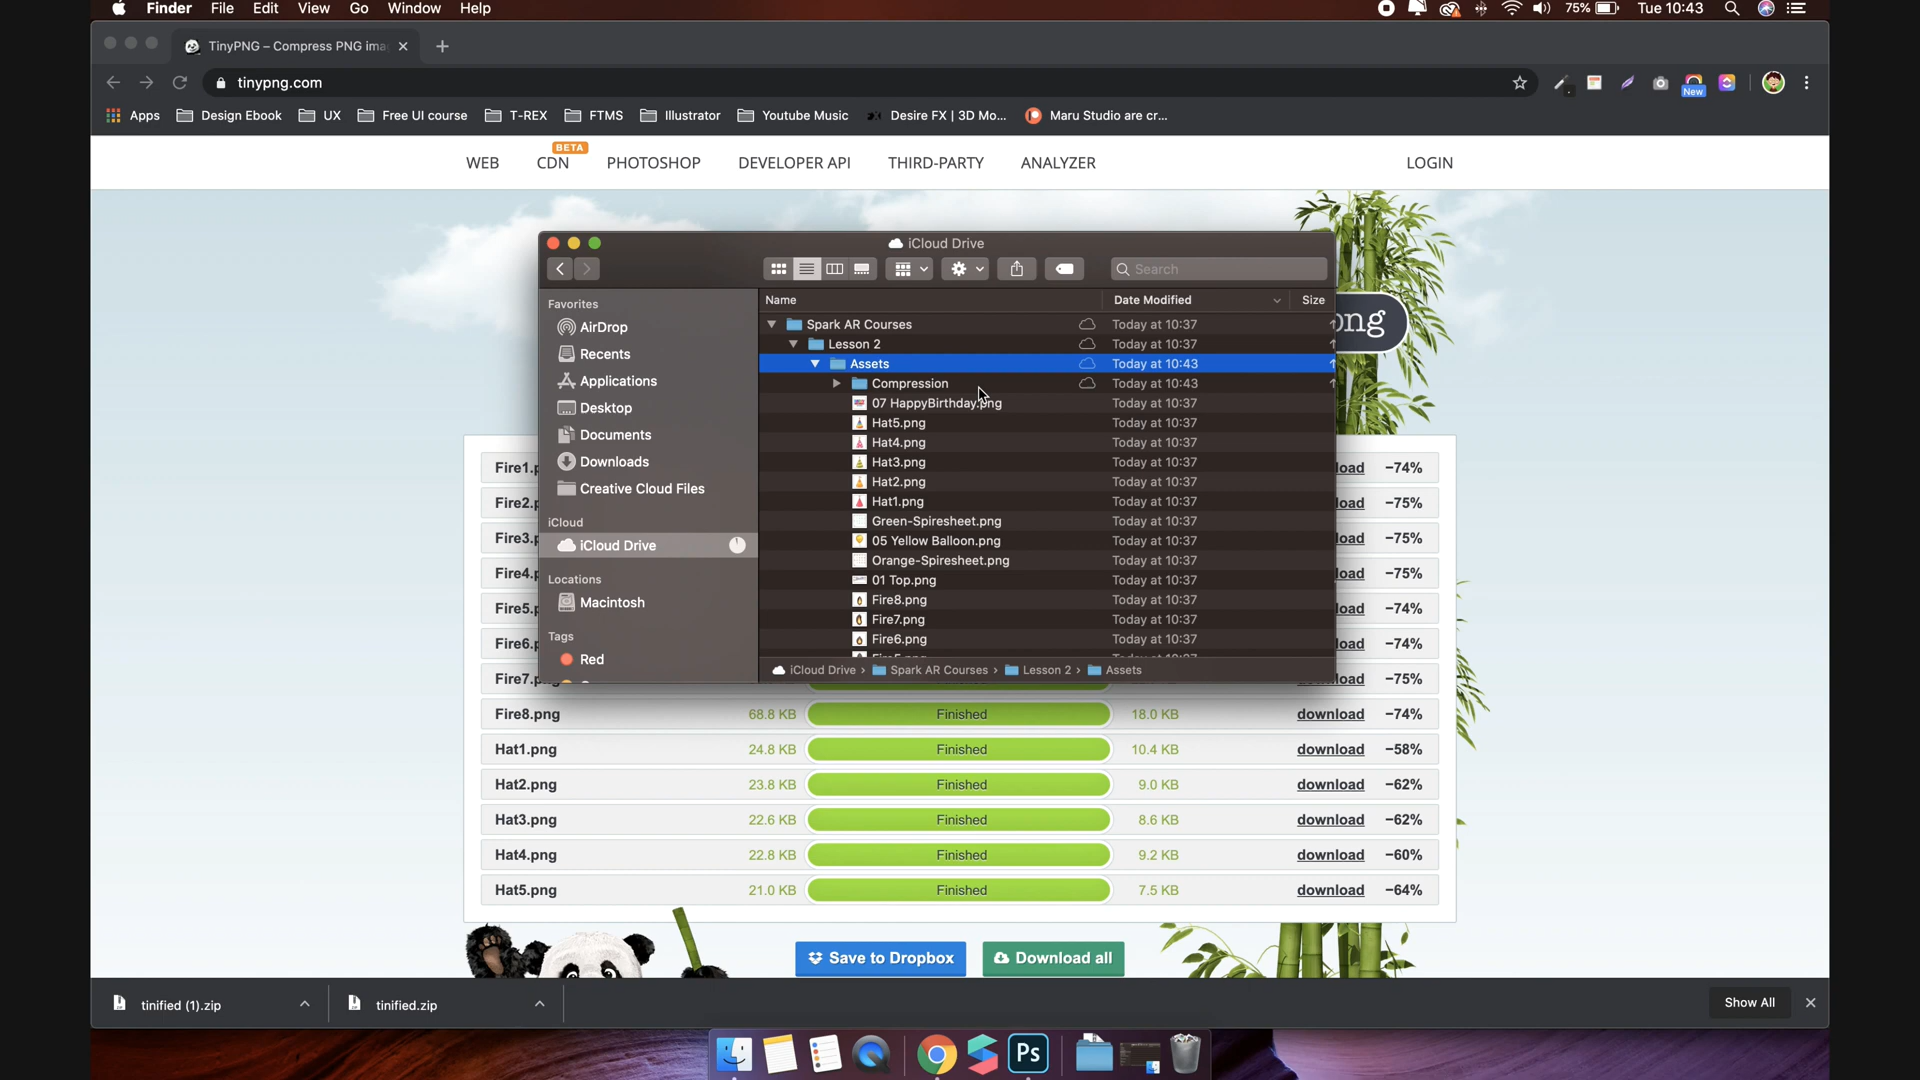 Finder File Edit View Go Window Help
75% Tue 10:43
TinyPNG – Compress PNG ima
tinypng.com
New
Apps Design Ebook UX Free UI course T-REX FTMS Illustrator Youtube Music Desire FX | 3D Mo... Maru Studio are cr...
BETA
WEB CDN PHOTOSHOP DEVELOPER API THIRD-PARTY ANALYZER LOGIN
iCloud Drive
Search
Favorites
AirDrop
Recents
Applications
Desktop
Documents
Downloads
Creative Cloud Files
iCloud
iCloud Drive
Locations
Macintosh
Tags
Red
Name Date Modified Size
Spark AR Courses Today at 10:37
Lesson 2 Today at 10:37
Assets Today at 10:43
Compression Today at 10:43
07 HappyBirthday.png Today at 10:37
Hat5.png Today at 10:37
Hat4.png Today at 10:37
Hat3.png Today at 10:37
Hat2.png Today at 10:37
Hat1.png Today at 10:37
Green-Spiresheet.png Today at 10:37
05 Yellow Balloon.png Today at 10:37
Orange-Spiresheet.png Today at 10:37
01 Top.png Today at 10:37
Fire8.png Today at 10:37
Fire7.png Today at 10:37
Fire6.png Today at 10:37
iCloud Drive › Spark AR Courses › Lesson 2 › Assets
png
Fire1.p load −74%
Fire2.p load −75%
Fire3.p load −75%
Fire4.p load −75%
Fire5.p load −74%
Fire6.p load −74%
Fire7.p load −75%
Fire8.png 68.8 KB Finished 18.0 KB download −74%
Hat1.png 24.8 KB Finished 10.4 KB download −58%
Hat2.png 23.8 KB Finished 9.0 KB download −62%
Hat3.png 22.6 KB Finished 8.6 KB download −62%
Hat4.png 22.8 KB Finished 9.2 KB download −60%
Hat5.png 21.0 KB Finished 7.5 KB download −64%
Save to Dropbox Download all
tinified (1).zip tinified.zip Show All
Ps